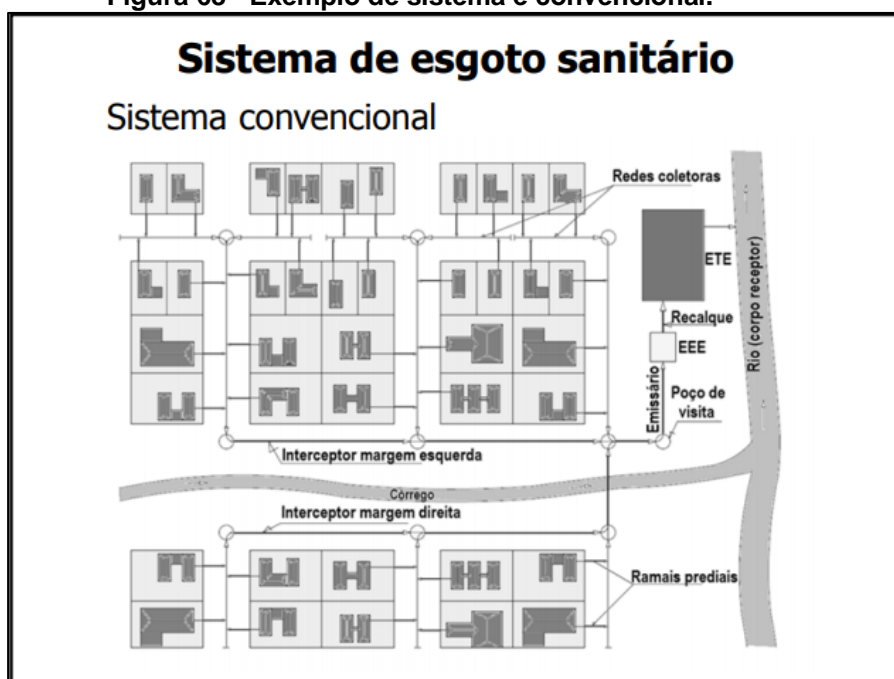 Figura 68 - Exemplo de sistema e convencional.
Sistema de esgoto sanitário
Sistema convencional
Redes coletoras
ETE
Rio (corpo receptor)
Recalque
EEE
Emissário
Poço de
visita
Interceptor margem esquerda
Córrego
Interceptor margem direita
Ramais prediais